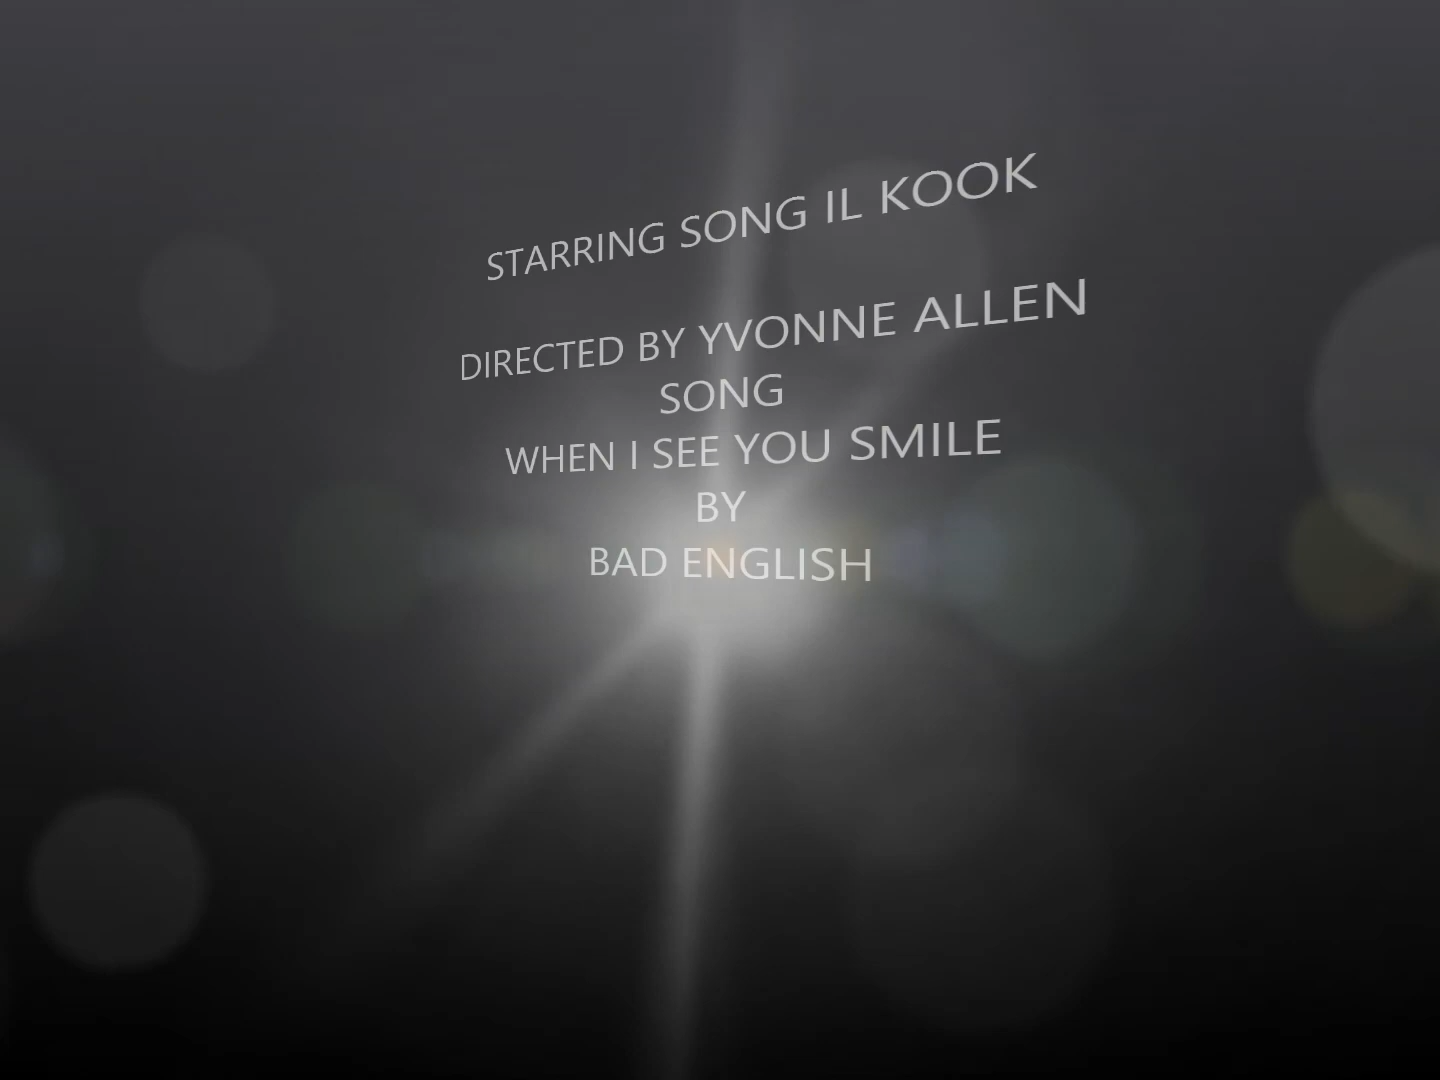 STARRING SONG IL KOOK
DIRECTED BY YVONNE ALLEN
SONG
WHEN I SEE YOU SMILE
BY
BAD ENGLISH